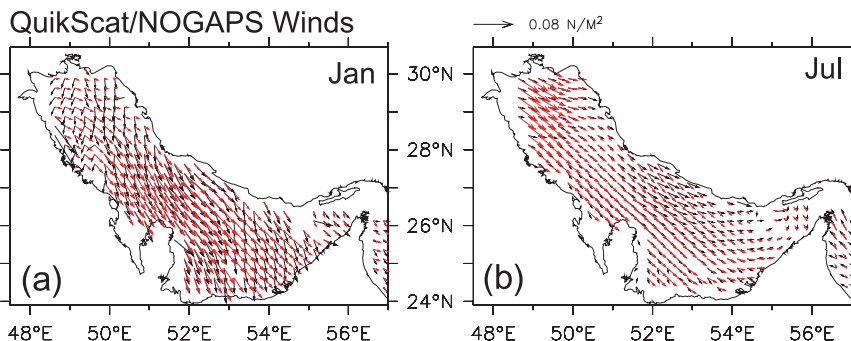 QuikScat/NOGAPS Winds
0.08 N/M²
Jan
Jul
30°N
28°N
26°N
24°N
(a)
(b)
48°E 50°E 52°E 54°E 56°E
48°E 50°E 52°E 54°E 56°E